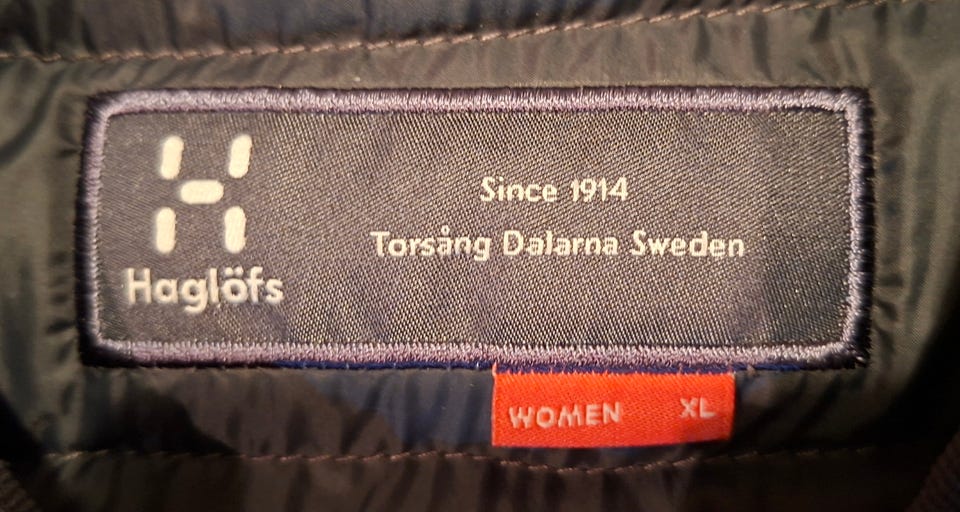 Haglöfs
Since 1914
Torsång Dalarna Sweden
WOMEN XL